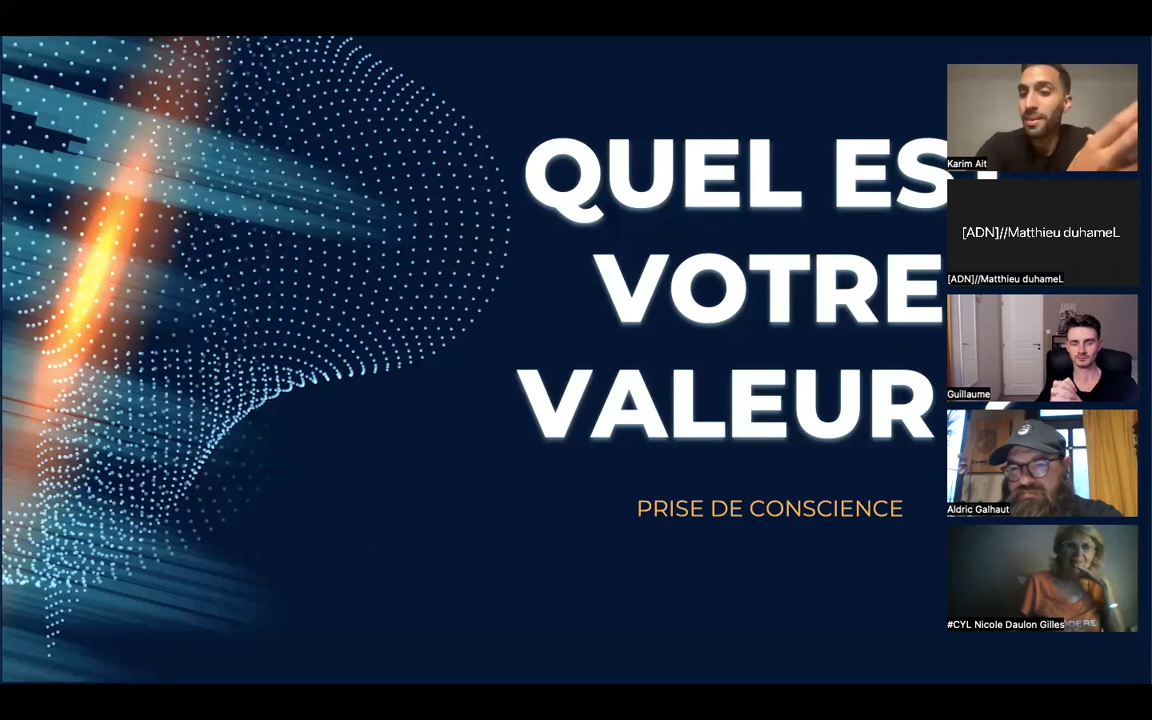 QUEL ES
VOTRE
VALEUR
PRISE DE CONSCIENCE
Karim Ait
[ADN]//Matthieu duhameL
[ADN]//Matthieu duhameL
Guillaume
Aldric Galhaut
#CYL Nicole Daulon Gilles